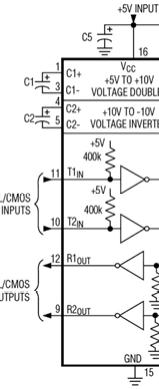 +5V INPUT
C5
+
16
VCC
1
C1+
+5V TO +10V
C1
+
3
C1-
VOLTAGE DOUBLE
4
C2+
+10V TO -10V
C2
+
5
C2-
VOLTAGE INVERTE
+5V
400k
11
T1IN
+5V
L/CMOS
INPUTS
400k
10
T2IN
12
R1OUT
L/CMOS
UTPUTS
9
R2OUT
GND
15